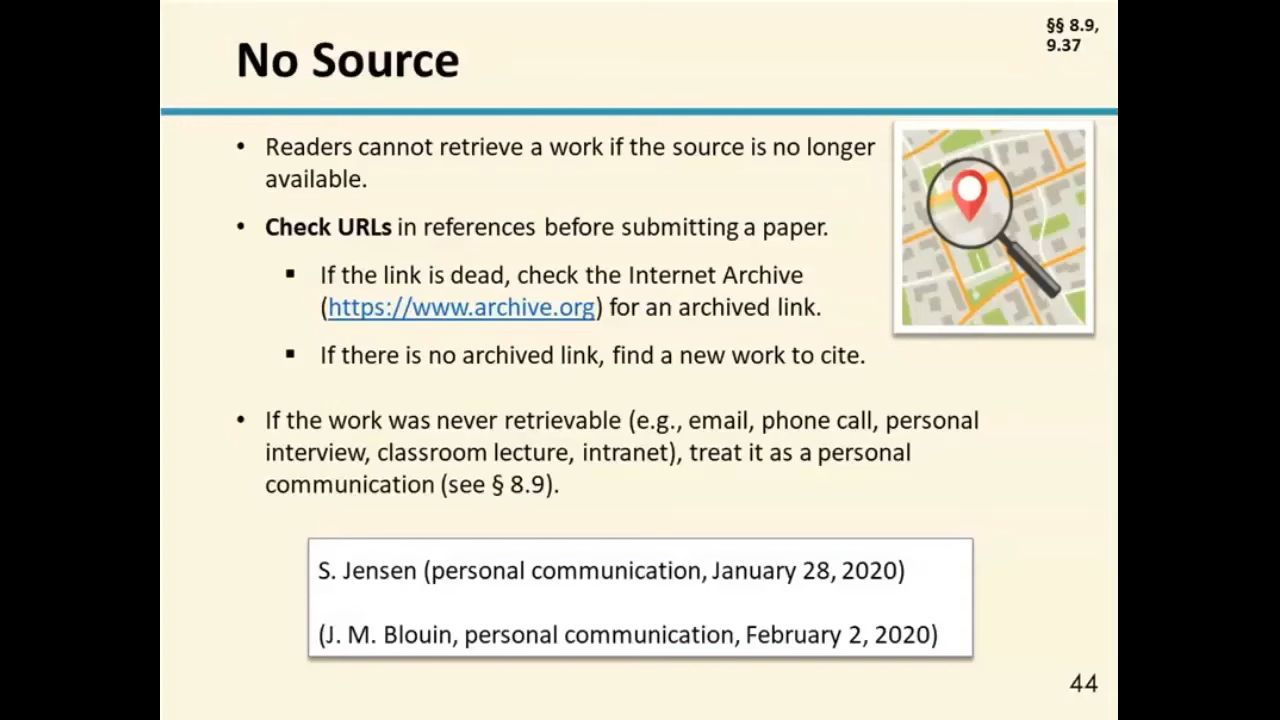 §§ 8.9,
9.37
No Source
• Readers cannot retrieve a work if the source is no longer
available.
• Check URLs in references before submitting a paper.
▪ If the link is dead, check the Internet Archive
(https://www.archive.org) for an archived link.
▪ If there is no archived link, find a new work to cite.
• If the work was never retrievable (e.g., email, phone call, personal
interview, classroom lecture, intranet), treat it as a personal
communication (see § 8.9).
S. Jensen (personal communication, January 28, 2020)
(J. M. Blouin, personal communication, February 2, 2020)
44